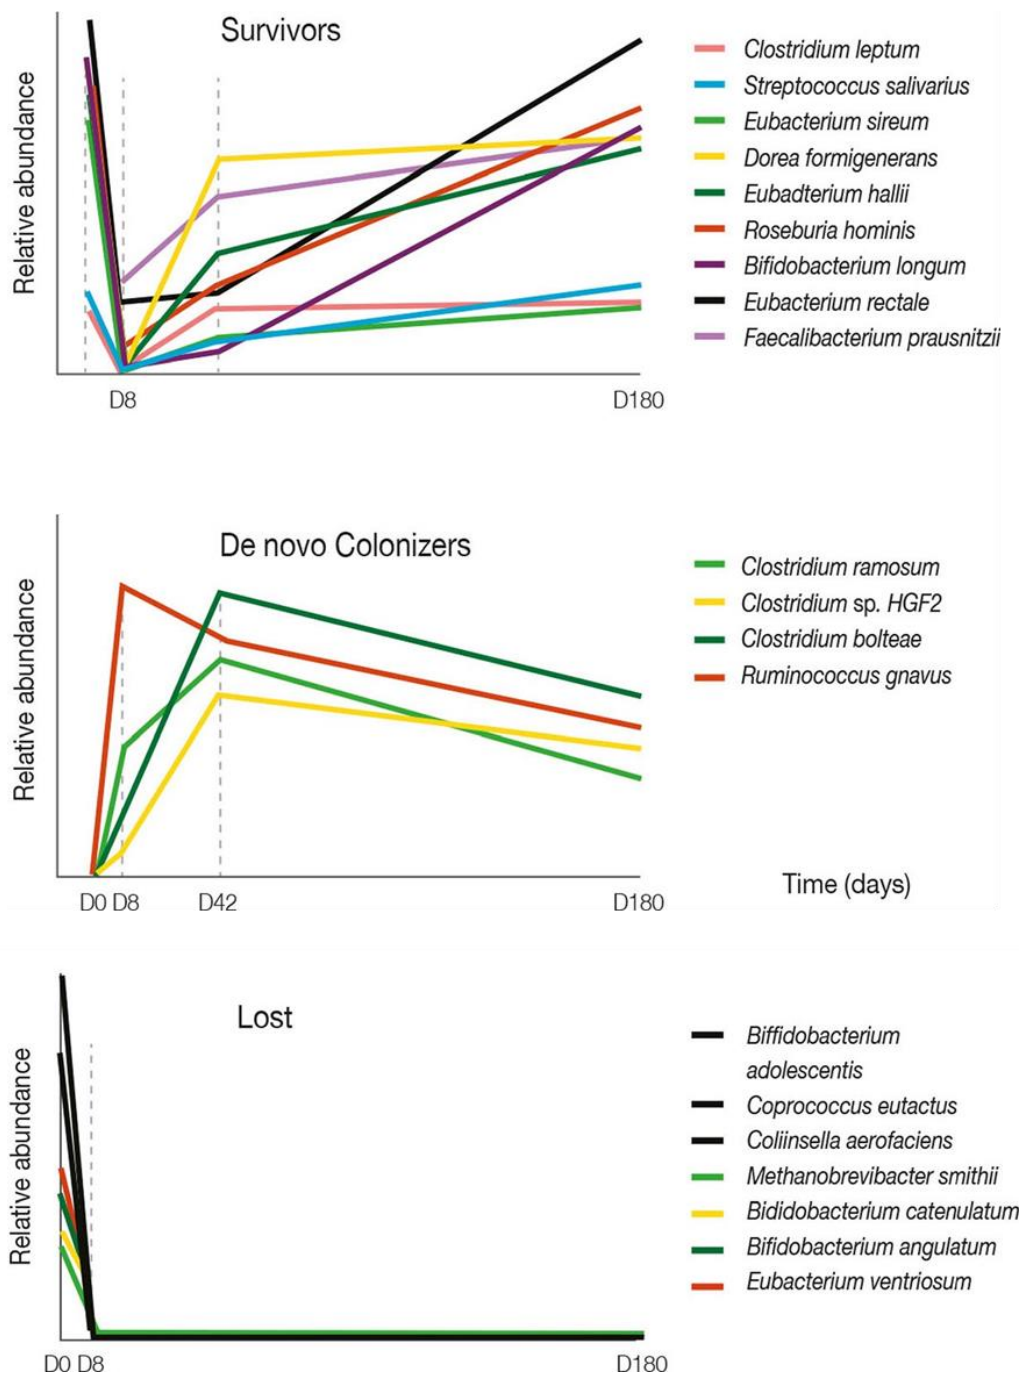 Survivors
Relative abundance
Clostridium leptum
Streptococcus salivarius
Eubacterium sireum
Dorea formigenerans
Eubadterium hallii
Roseburia hominis
Bifidobacterium longum
Eubacterium rectale
Faecalibacterium prausnitzii
D8
D180
De novo Colonizers
Relative abundance
Clostridium ramosum
Clostridium sp. HGF2
Clostridium bolteae
Ruminococcus gnavus
Time (days)
D0 D8
D42
D180
Lost
Relative abundance
Biffidobacterium
adolescentis
Coprococcus eutactus
Coliinsella aerofaciens
Methanobrevibacter smithii
Bididobacterium catenulatum
Bifidobacterium angulatum
Eubacterium ventriosum
D0 D8
D180